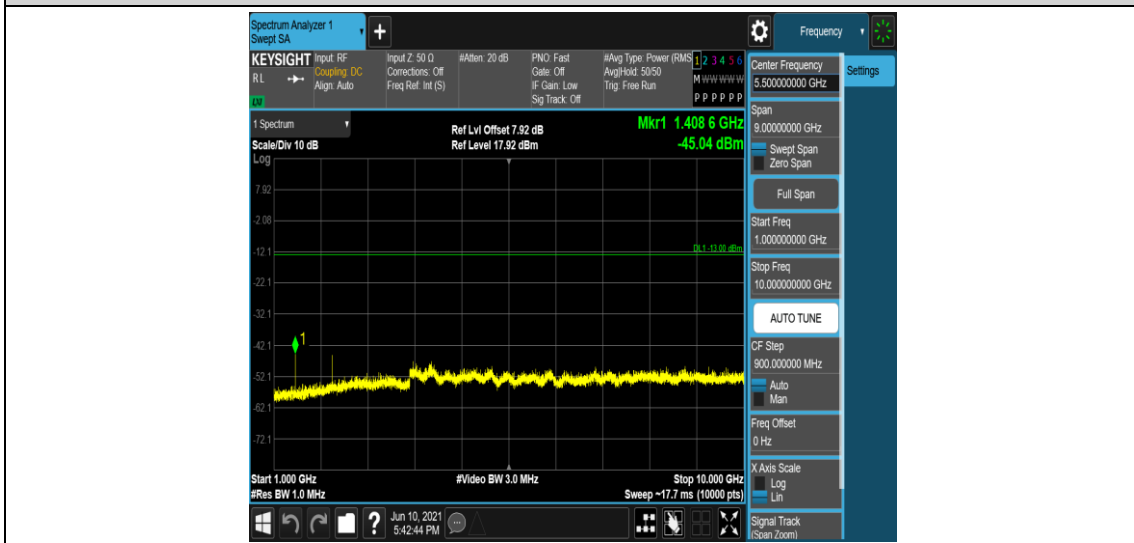 Spectrum Analyzer 1
Swept SA
+
Frequency
KEYSIGHT
RL
LXI
Input: RF
Coupling: DC
Align: Auto
Input Z: 50 Ω
Corrections: Off
Freq Ref: Int (S)
#Atten: 20 dB
PNO: Fast
Gate: Off
IF Gain: Low
Sig Track: Off
#Avg Type: Power (RMS
Avg|Hold: 50/50
Trig: Free Run
1 2 3 4 5 6
M W W W W W
P P P P P P
1 Spectrum
Scale/Div 10 dB
Log
Ref Lvl Offset 7.92 dB
Ref Level 17.92 dBm
Mkr1 1.408 6 GHz
-45.04 dBm
7.92
-2.08
-12.1
DL1 -13.00 dBm
-22.1
-32.1
-42.1
1
-52.1
-62.1
-72.1
Start 1.000 GHz
#Video BW 3.0 MHz
Stop 10.000 GHz
#Res BW 1.0 MHz
Sweep ~17.7 ms (10000 pts)
Center Frequency
5.500000000 GHz
Settings
Span
9.00000000 GHz
Swept Span
Zero Span
Full Span
Start Freq
1.000000000 GHz
Stop Freq
10.000000000 GHz
AUTO TUNE
CF Step
900.000000 MHz
Auto
Man
Freq Offset
0 Hz
X Axis Scale
Log
Lin
Signal Track
(Span Zoom)
?
Jun 10, 2021
5:42:44 PM